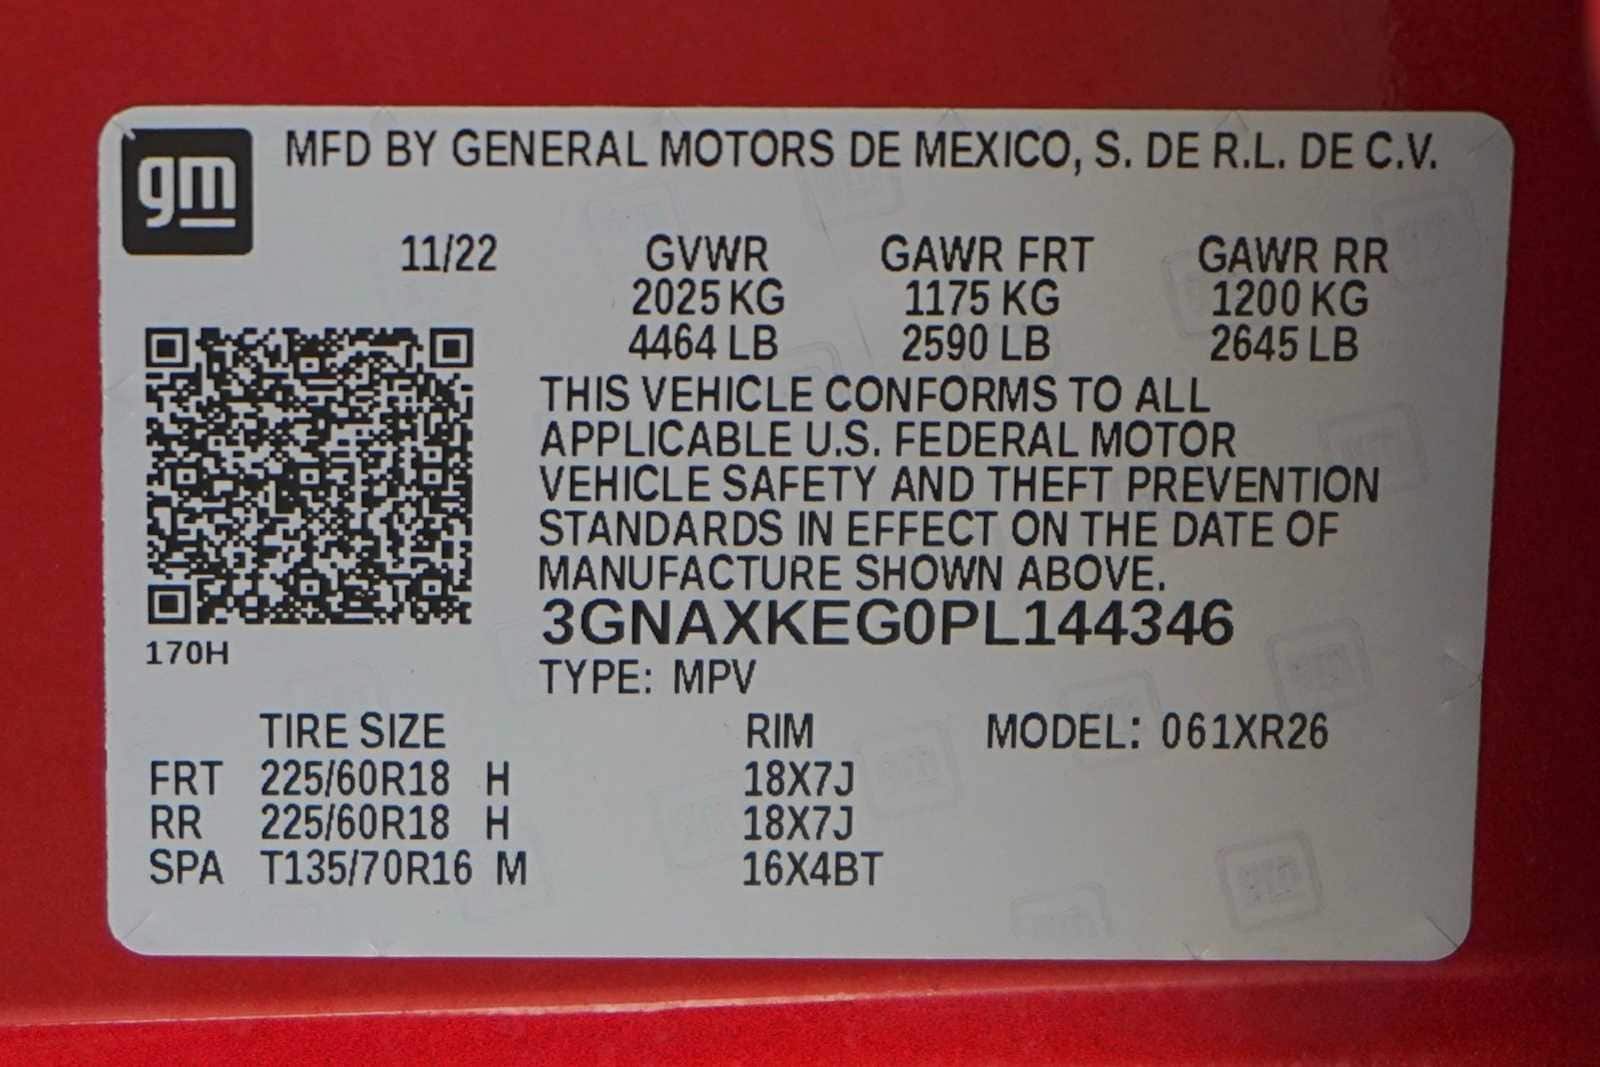 gm MFD BY GENERAL MOTORS DE MEXICO, S. DE R.L. DE C.V.
11/22 GVWR GAWR FRT GAWR RR
2025 KG 1175 KG 1200 KG
4464 LB 2590 LB 2645 LB
THIS VEHICLE CONFORMS TO ALL
APPLICABLE U.S. FEDERAL MOTOR
VEHICLE SAFETY AND THEFT PREVENTION
STANDARDS IN EFFECT ON THE DATE OF
MANUFACTURE SHOWN ABOVE.
3GNAXKEG0PL144346
170H
TYPE: MPV
TIRE SIZE RIM MODEL: 061XR26
FRT 225/60R18 H 18X7J
RR 225/60R18 H 18X7J
SPA T135/70R16 M 16X4BT